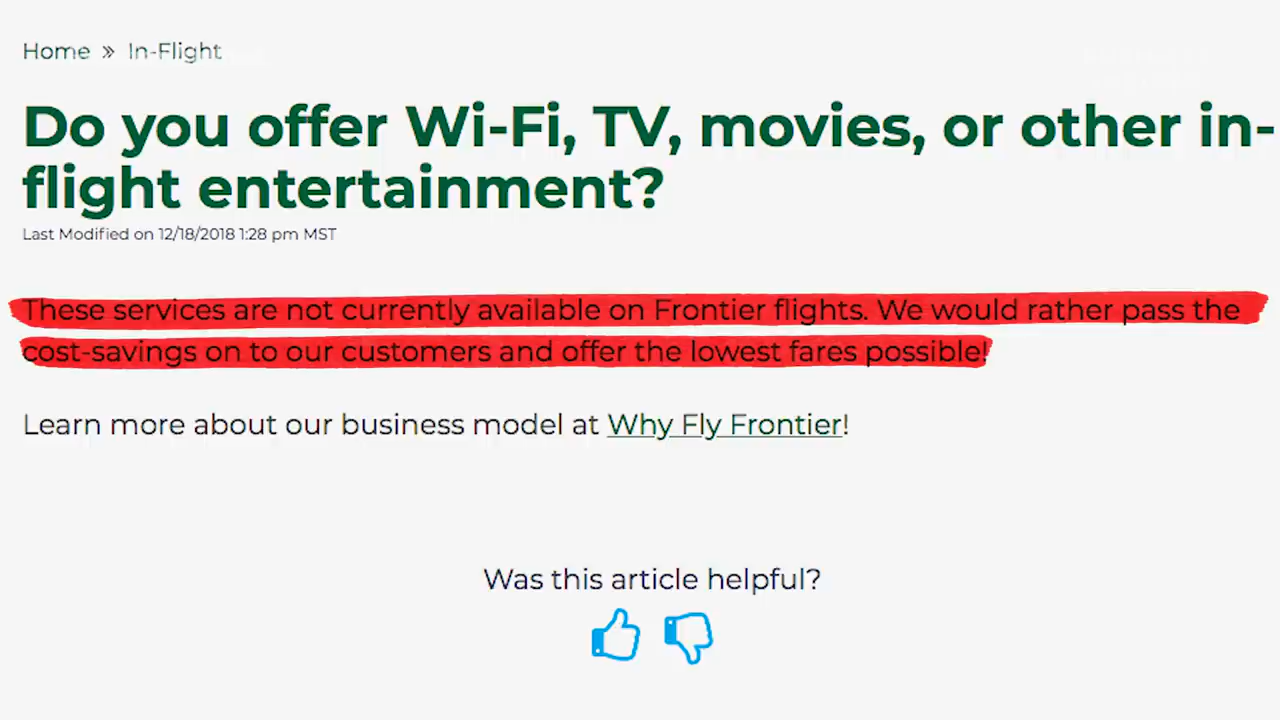 Home » In-Flight
Do you offer Wi-Fi, TV, movies, or other in-
flight entertainment?
Last Modified on 12/18/2018 1:28 pm MST
These services are not currently available on Frontier flights. We would rather pass the
cost-savings on to our customers and offer the lowest fares possible!
Learn more about our business model at Why Fly Frontier!
Was this article helpful?